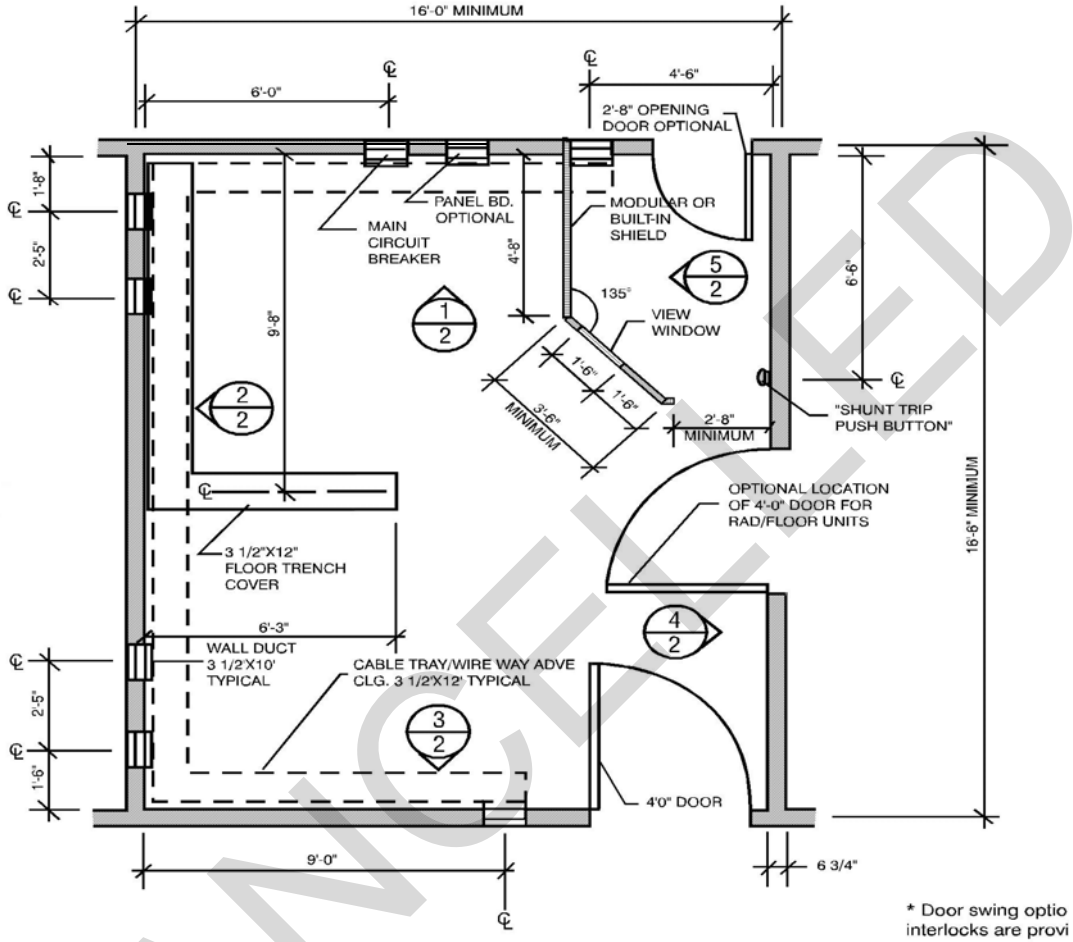 16'-0" MINIMUM
℄
℄
6'-0"
4'-6"
2'-8" OPENING
DOOR OPTIONAL
1'-8"
℄
2'-5"
℄
PANEL BD.
OPTIONAL
MAIN
CIRCUIT
BREAKER
4'-8"
MODULAR OR
BUILT-IN
SHIELD
5
2
6'-6"
9'-8"
1
2
135°
VIEW
WINDOW
2
2
1'-6"
1'-6"
3'-6"
MINIMUM
2'-8"
MINIMUM
℄
"SHUNT TRIP
PUSH BUTTON"
℄
OPTIONAL LOCATION
OF 4'-0" DOOR FOR
RAD/FLOOR UNITS
16'-6" MINIMUM
3 1/2"X12"
FLOOR TRENCH
COVER
6'-3"
4
2
WALL DUCT
3 1/2'X10'
TYPICAL
CABLE TRAY/WIRE WAY ADVE
CLG. 3 1/2'X12' TYPICAL
℄
2'-5"
℄
1'-6"
3
2
4'0" DOOR
9'-0"
℄
6 3/4"
* Door swing optio
interlocks are provi
CANCELLED